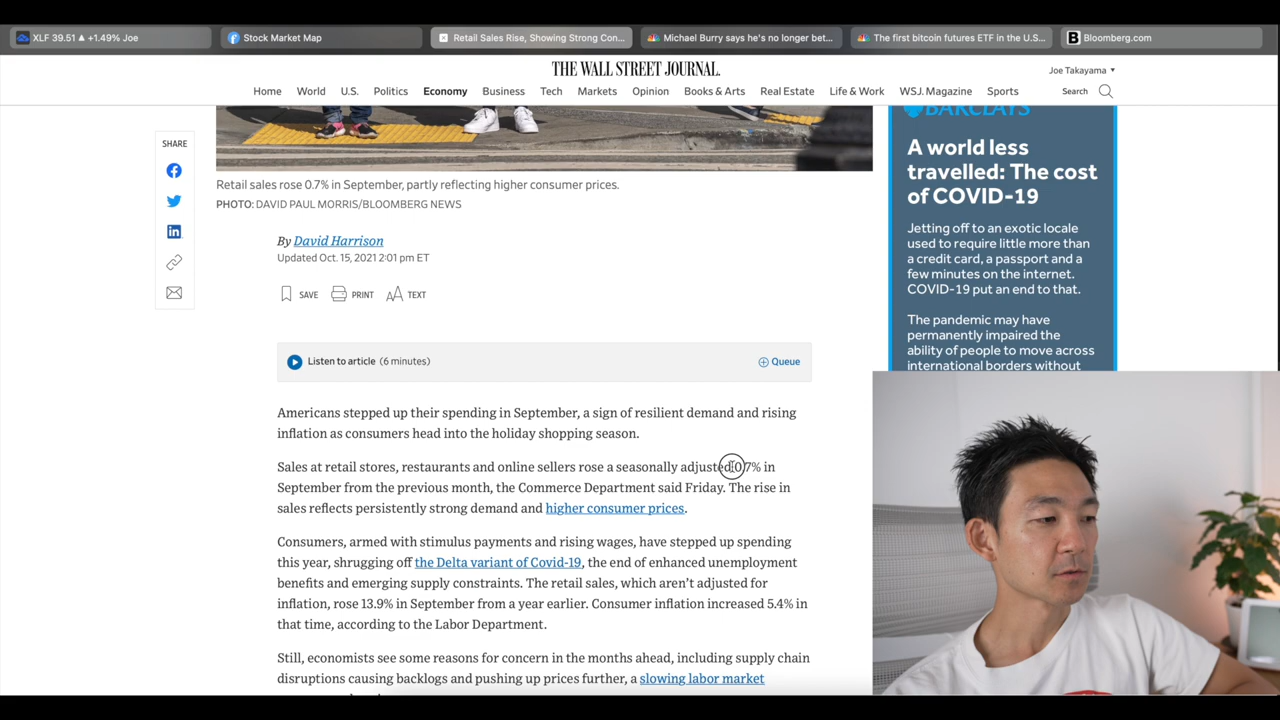 XLF 39.51 ▲ +1.49% Joe
Stock Market Map
Retail Sales Rise, Showing Strong Con...
Michael Burry says he's no longer bet...
The first bitcoin futures ETF in the U.S...
Bloomberg.com
THE WALL STREET JOURNAL.
Joe Takayama
Home World U.S. Politics Economy Business Tech Markets Opinion Books & Arts Real Estate Life & Work WSJ. Magazine Sports
Search
SHARE
Retail sales rose 0.7% in September, partly reflecting higher consumer prices.
PHOTO: DAVID PAUL MORRIS/BLOOMBERG NEWS
By David Harrison
Updated Oct. 15, 2021 2:01 pm ET
SAVE PRINT TEXT
Listen to article (6 minutes)
Queue
Americans stepped up their spending in September, a sign of resilient demand and rising
inflation as consumers head into the holiday shopping season.
Sales at retail stores, restaurants and online sellers rose a seasonally adjusted 0.7% in
September from the previous month, the Commerce Department said Friday. The rise in
sales reflects persistently strong demand and higher consumer prices.
Consumers, armed with stimulus payments and rising wages, have stepped up spending
this year, shrugging off the Delta variant of Covid-19, the end of enhanced unemployment
benefits and emerging supply constraints. The retail sales, which aren't adjusted for
inflation, rose 13.9% in September from a year earlier. Consumer inflation increased 5.4% in
that time, according to the Labor Department.
Still, economists see some reasons for concern in the months ahead, including supply chain
disruptions causing backlogs and pushing up prices further, a slowing labor market
BARCLAYS
A world less
travelled: The cost
of COVID-19
Jetting off to an exotic locale
used to require little more than
a credit card, a passport and a
few minutes on the internet.
COVID-19 put an end to that.
The pandemic may have
permanently impaired the
ability of people to move across
international borders without